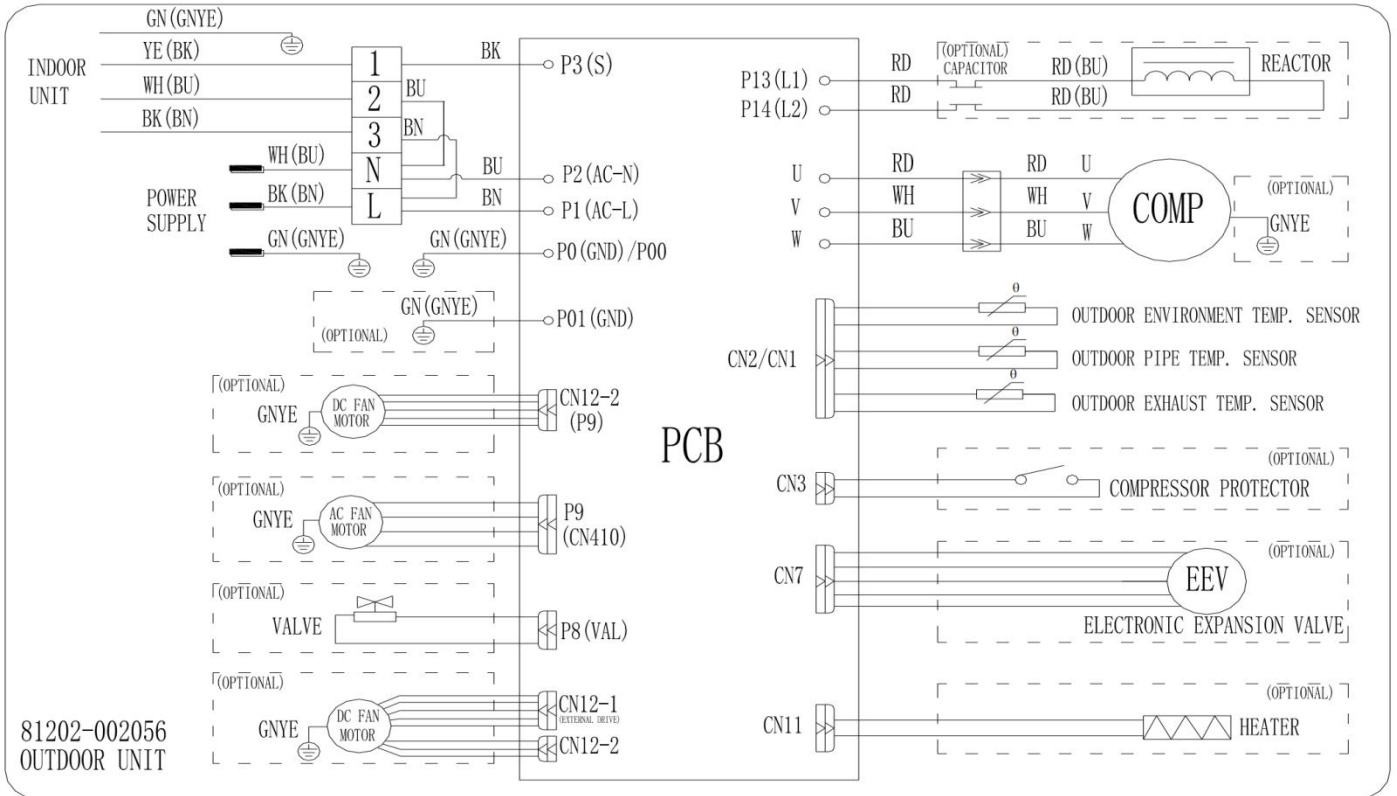 GN(GNYE)
INDOOR
UNIT
YE(BK)
WH(BU)
BK(BN)
1
2
3
N
L
BK
BU
BN
BU
BN
POWER
SUPPLY
WH(BU)
BK(BN)
GN(GNYE)
GN(GNYE)
P3(S)
P2(AC-N)
P1(AC-L)
P0(GND)/P00
(OPTIONAL)
GN(GNYE)
P01(GND)
(OPTIONAL)
GNYE
DC FAN
MOTOR
CN12-2
(P9)
(OPTIONAL)
GNYE
AC FAN
MOTOR
P9
(CN410)
(OPTIONAL)
VALVE
P8(VAL)
(OPTIONAL)
GNYE
DC FAN
MOTOR
CN12-1
(EXTERNAL DRIVE)
CN12-2
81202-002056
OUTDOOR UNIT
PCB
P13(L1)
P14(L2)
RD
RD
(OPTIONAL)
CAPACITOR
RD(BU)
RD(BU)
REACTOR
U
V
W
RD
WH
BU
RD
WH
BU
U
V
W
COMP
(OPTIONAL)
GNYE
CN2/CN1
θ
OUTDOOR ENVIRONMENT TEMP. SENSOR
θ
OUTDOOR PIPE TEMP. SENSOR
θ
OUTDOOR EXHAUST TEMP. SENSOR
CN3
(OPTIONAL)
COMPRESSOR PROTECTOR
CN7
(OPTIONAL)
EEV
ELECTRONIC EXPANSION VALVE
CN11
(OPTIONAL)
HEATER